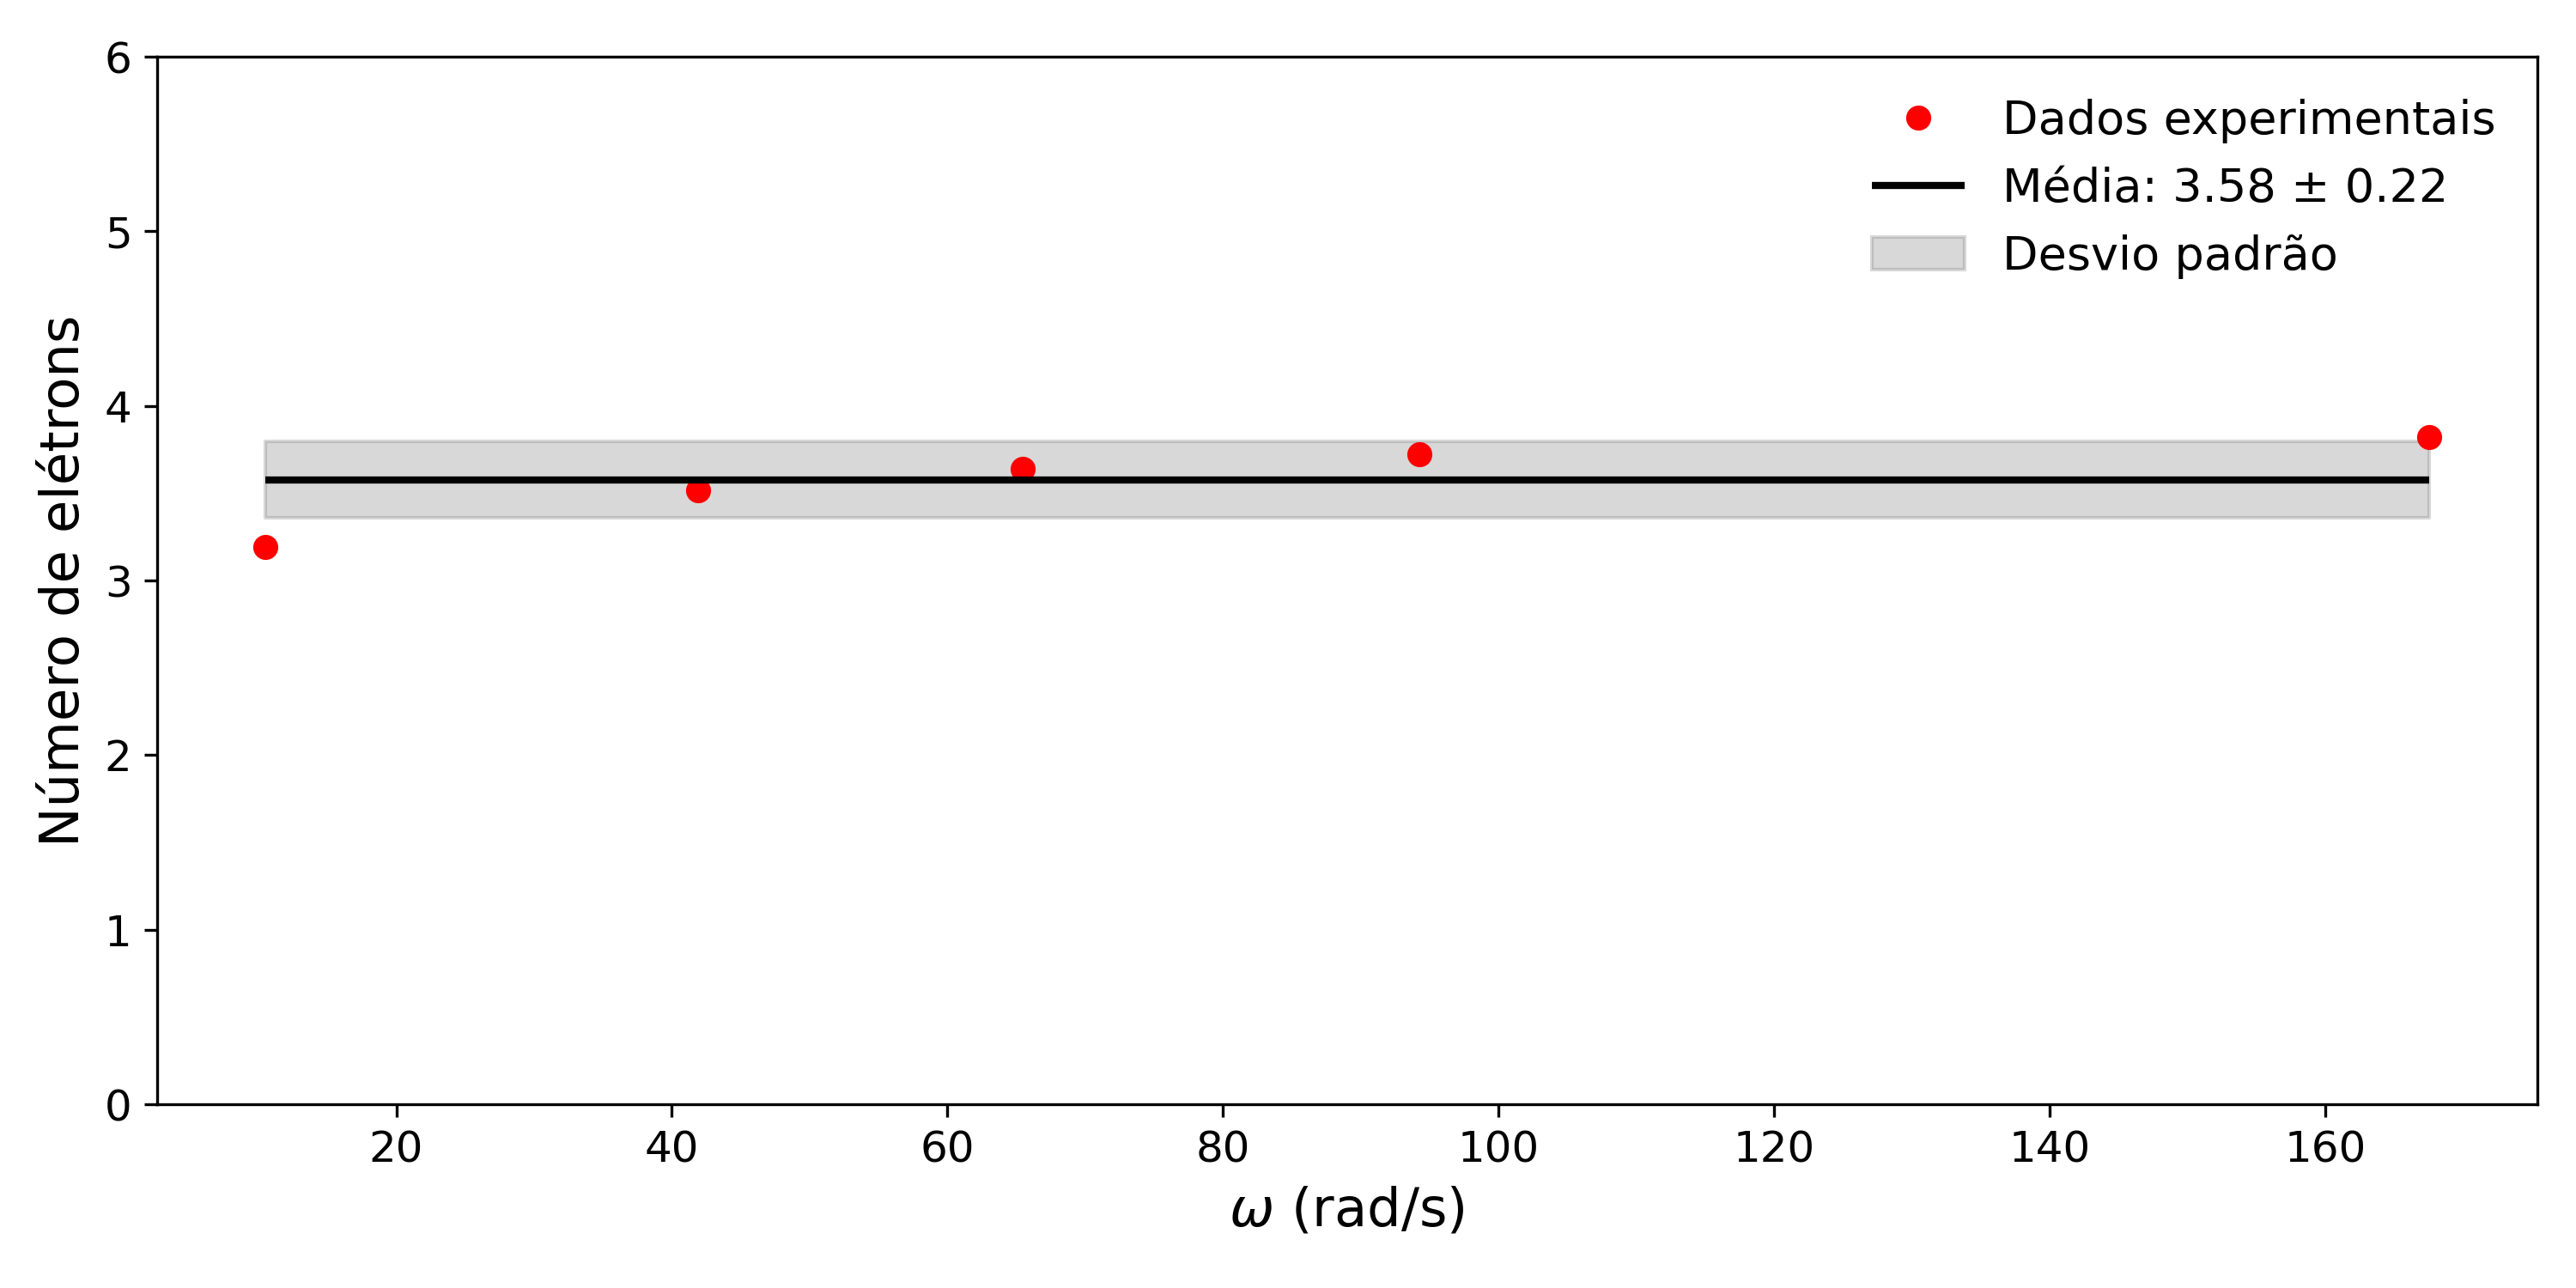 Dados experimentais
Média: 3.58 ± 0.22
Desvio padrão
Número de elétrons
6
5
4
3
2
1
0
20 40 60 80 100 120 140 160
ω (rad/s)